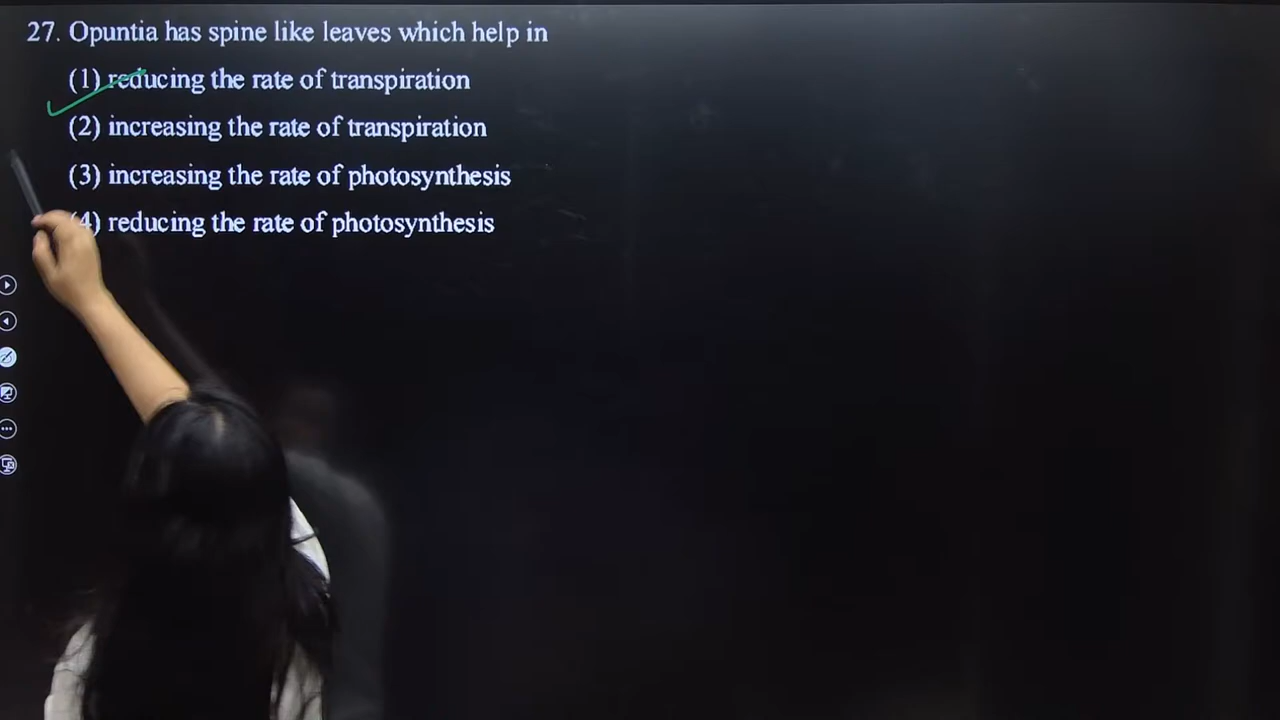 27. Opuntia has spine like leaves which help in
(1) reducing the rate of transpiration
(2) increasing the rate of transpiration
(3) increasing the rate of photosynthesis
(4) reducing the rate of photosynthesis